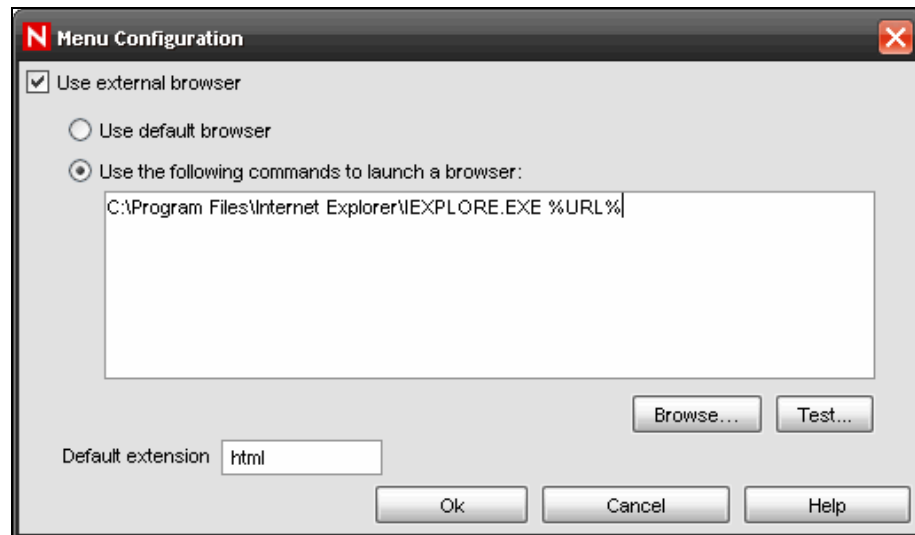 N Menu Configuration
Use external browser
Use default browser
Use the following commands to launch a browser:
C:\Program Files\Internet Explorer\IEXPLORE.EXE %URL%
Browse... Test...
Default extension html
Ok Cancel Help